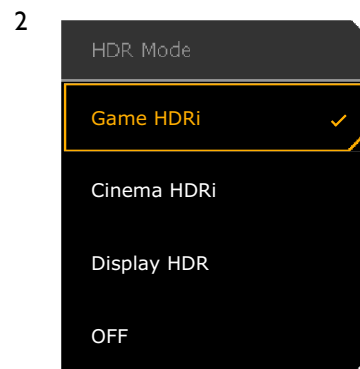 2
HDR Mode
Game HDRi
Cinema HDRi
Display HDR
OFF